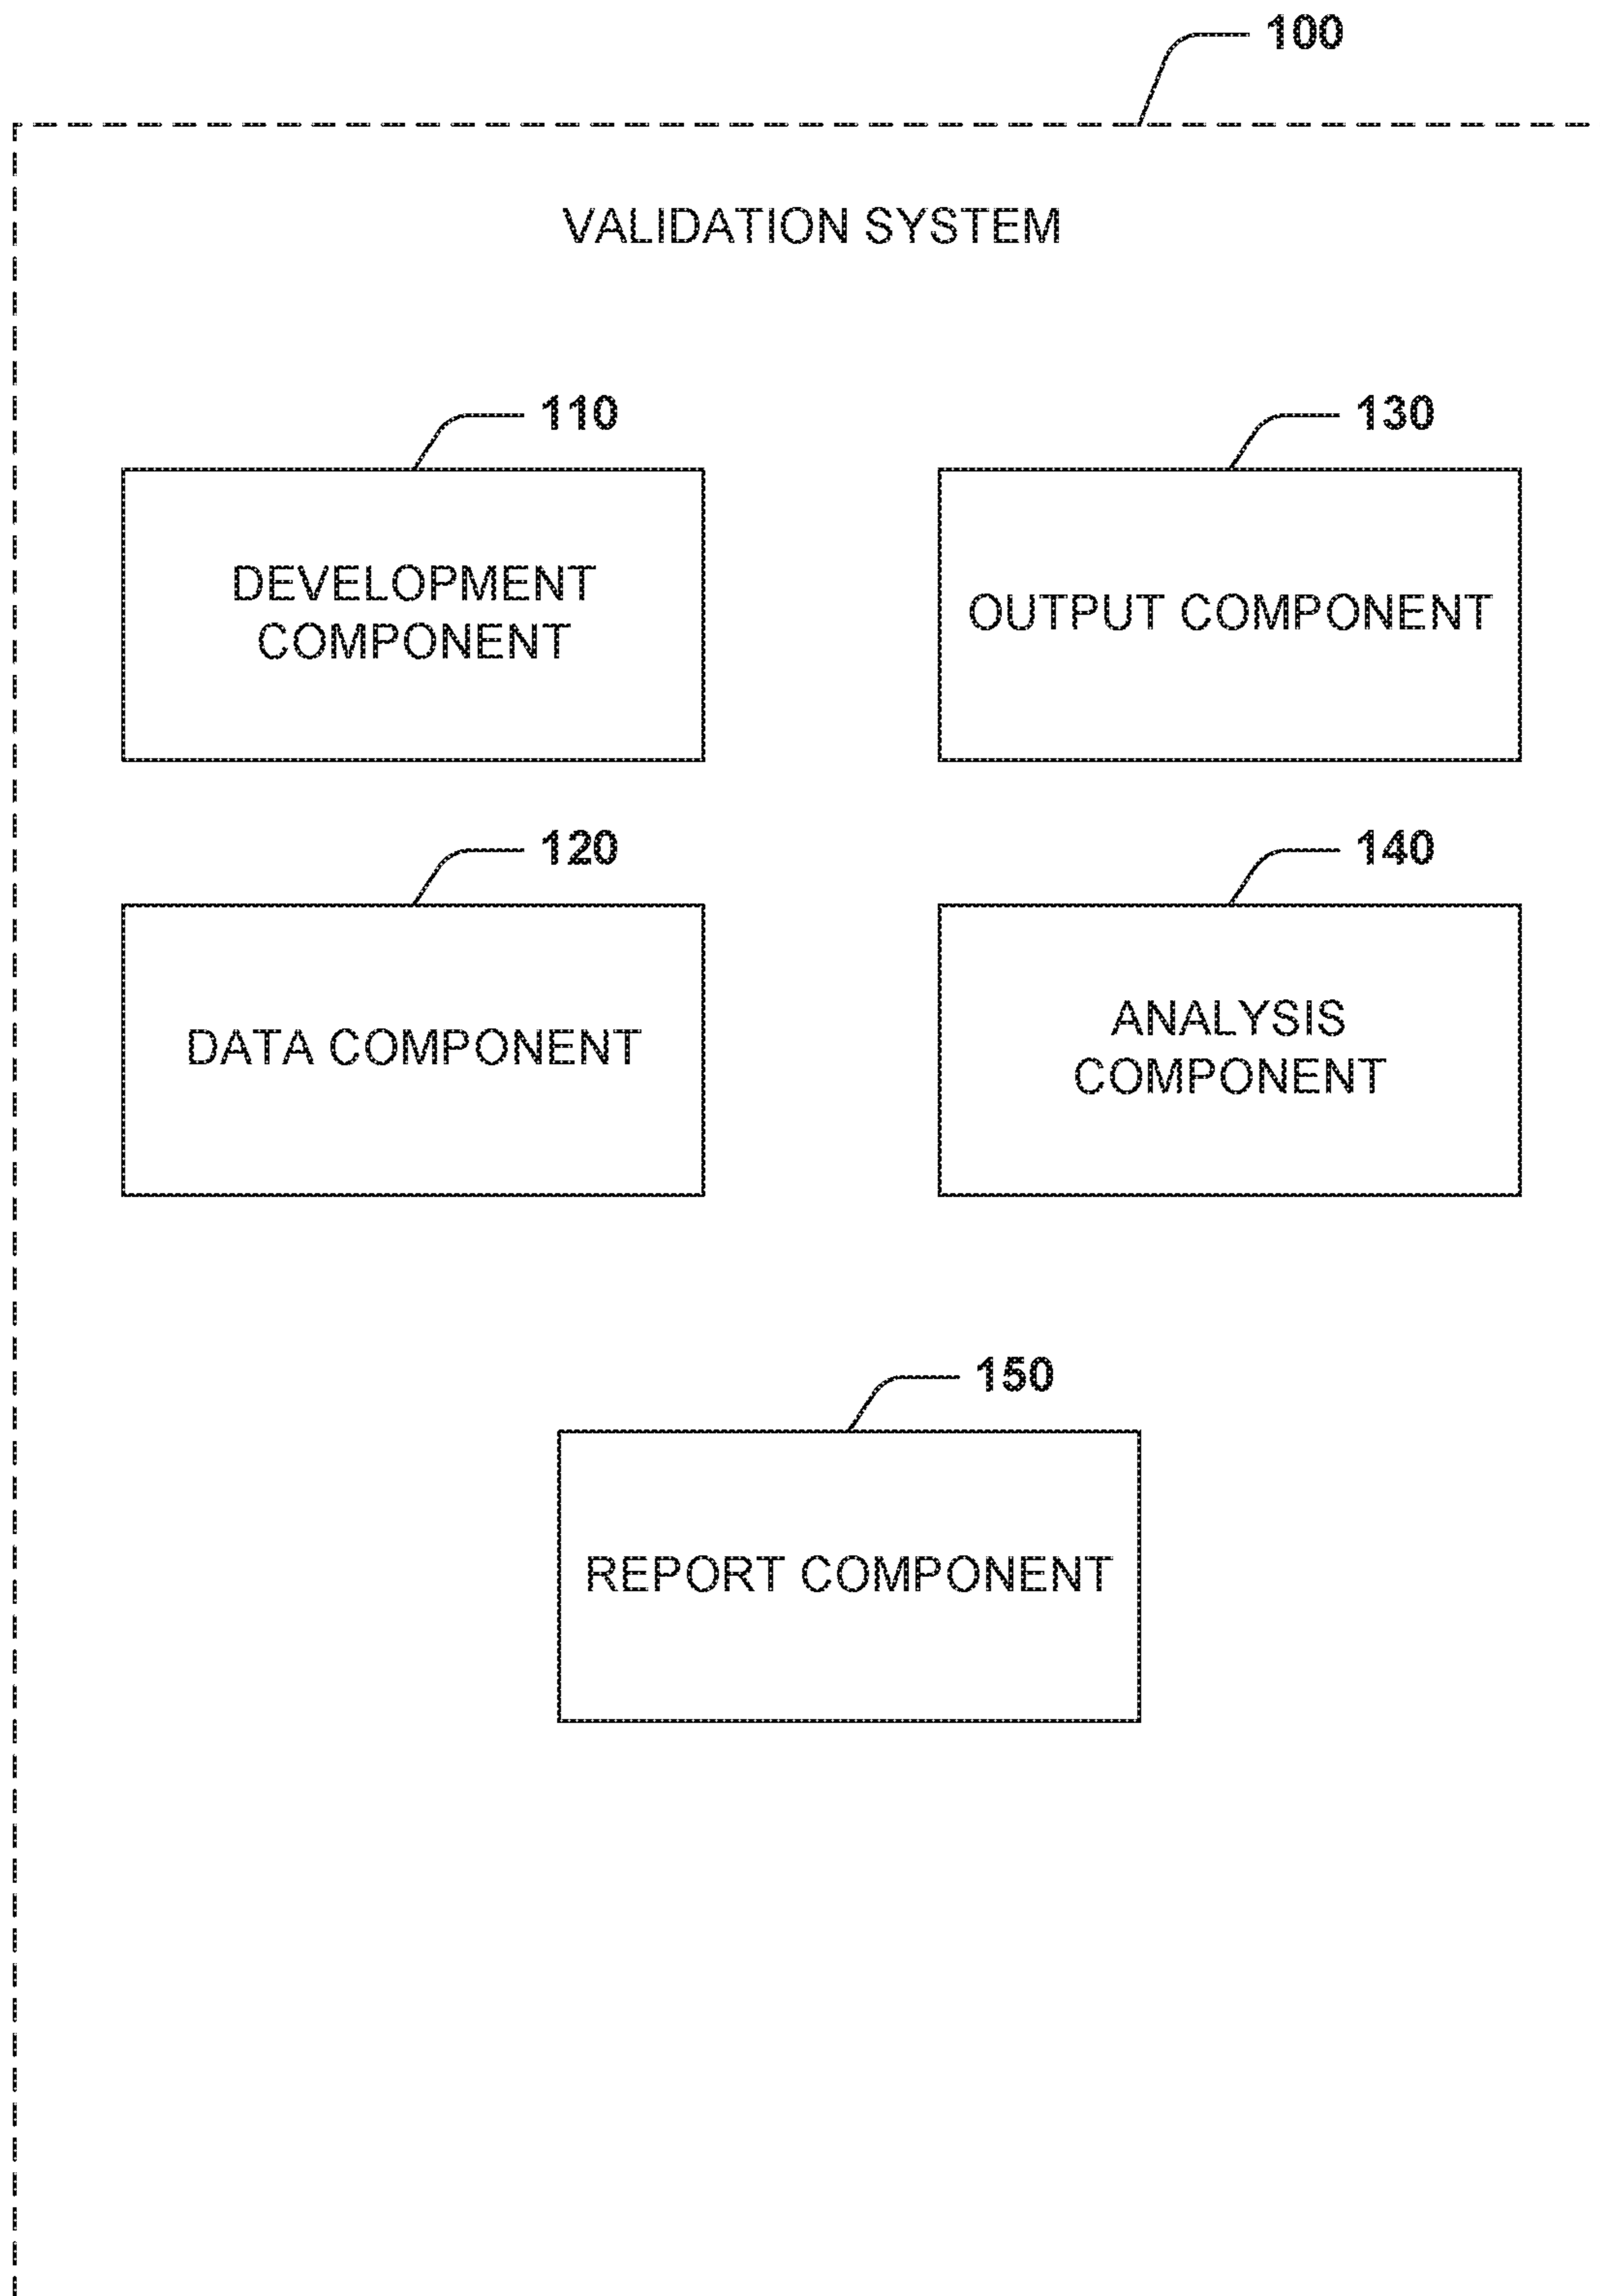 100
VALIDATION SYSTEM
110
130
DEVELOPMENT
COMPONENT
OUTPUT COMPONENT
120
140
DATA COMPONENT
ANALYSIS
COMPONENT
150
REPORT COMPONENT